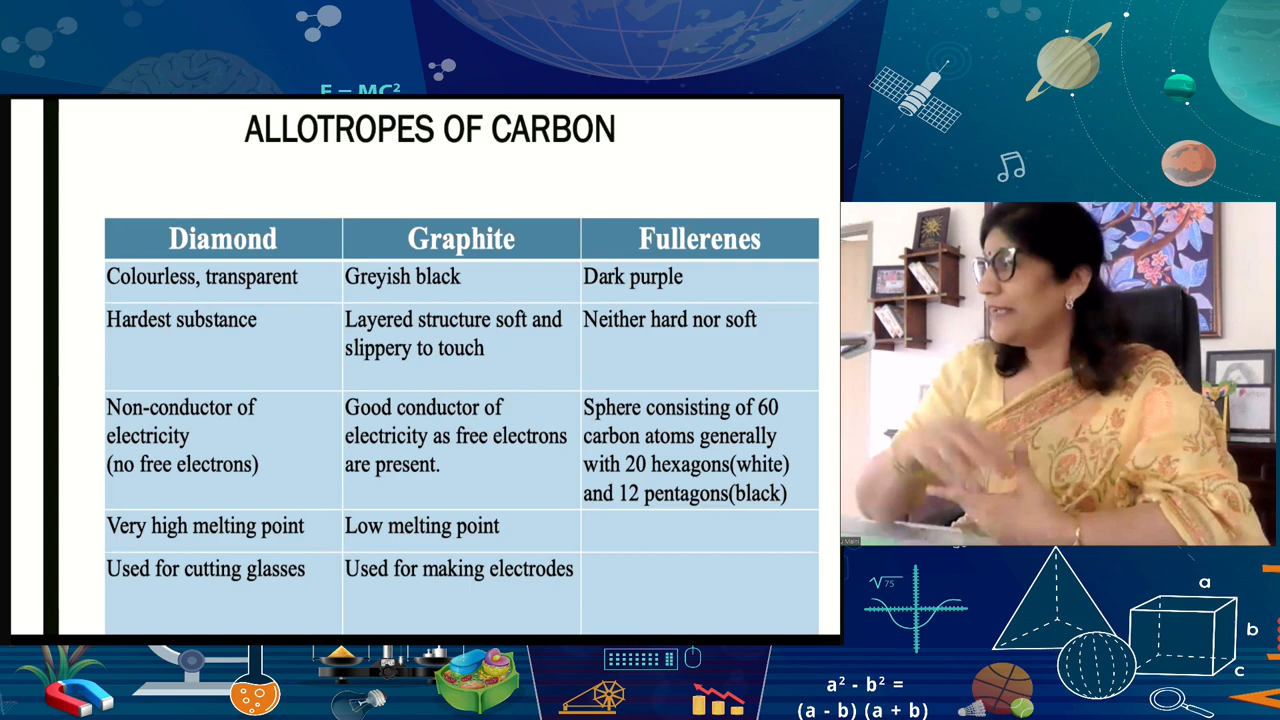 E = MC²
ALLOTROPES OF CARBON
Diamond
Graphite
Fullerenes
Colourless, transparent
Greyish black
Dark purple
Hardest substance
Layered structure soft and
slippery to touch
Neither hard nor soft
Non-conductor of
electricity
(no free electrons)
Good conductor of
electricity as free electrons
are present.
Sphere consisting of 60
carbon atoms generally
with 20 hexagons(white)
and 12 pentagons(black)
Very high melting point
Low melting point
Used for cutting glasses
Used for making electrodes
√75
a
b
c
a² - b² =
(a - b) (a + b)